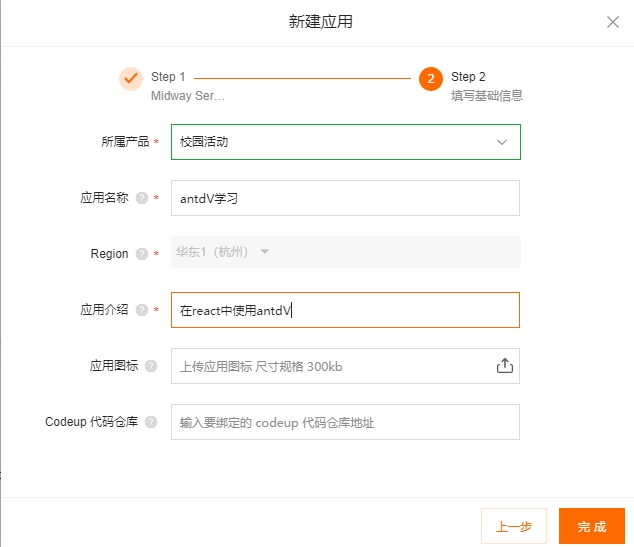 新建应用
Step 1
Midway Ser...
2
Step 2
填写基础信息
所属产品 *
校园活动
应用名称 ? *
antdV学习
Region ? *
华东1（杭州）
应用介绍 ? *
在react中使用antdV
应用图标 ?
上传应用图标 尺寸规格 300kb
Codeup 代码仓库 ?
输入要绑定的 codeup 代码仓库地址
上一步
完成